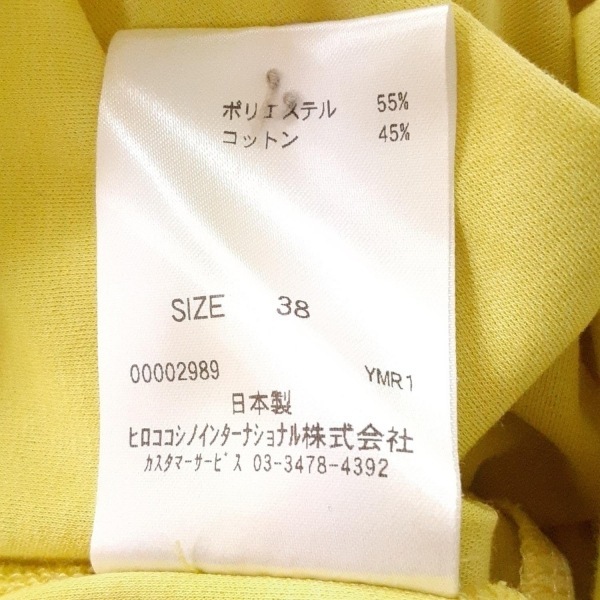 ポリエステル 55%
コットン 45%
SIZE 38
00002989 YMR1
日本製
ヒロココシノインターナショナル株式会社
カスタマーサービス 03-3478-4392